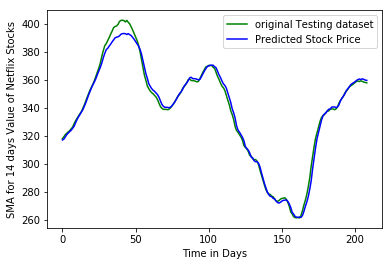 original Testing dataset
Predicted Stock Price
400
380
360
340
320
300
280
260
SMA for 14 days Value of Netflix Stocks
0 50 100 150 200
Time in Days